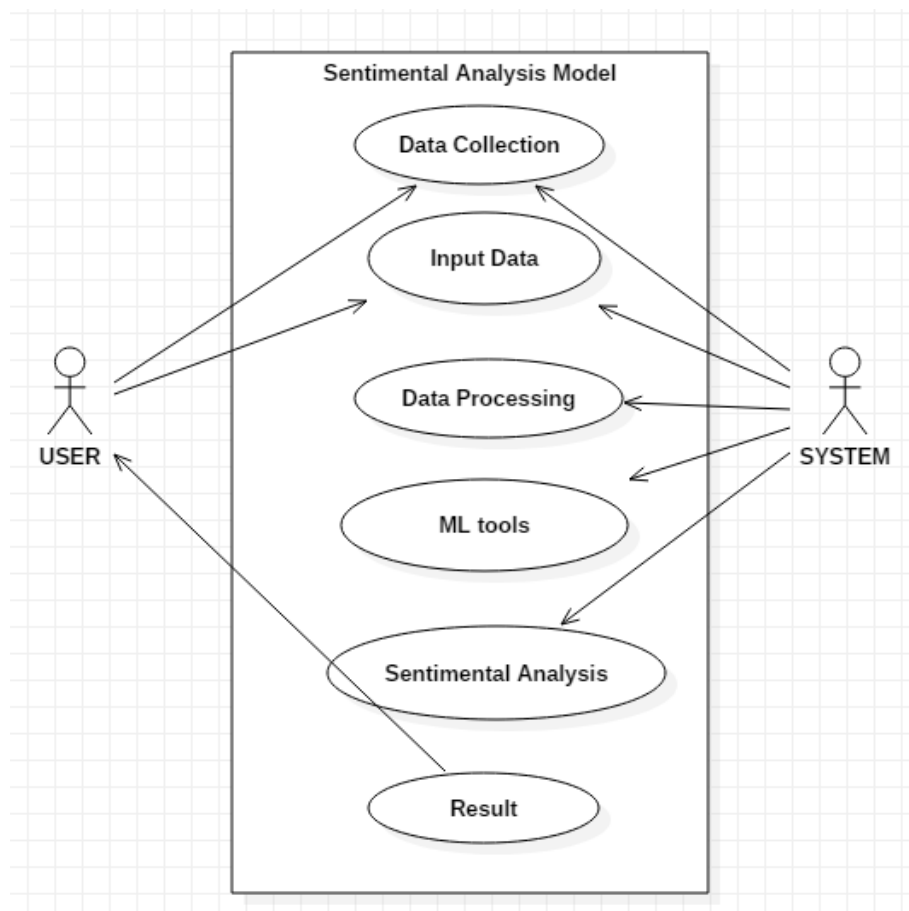 Sentimental Analysis Model
Data Collection
Input Data
Data Processing
USER
SYSTEM
ML tools
Sentimental Analysis
Result